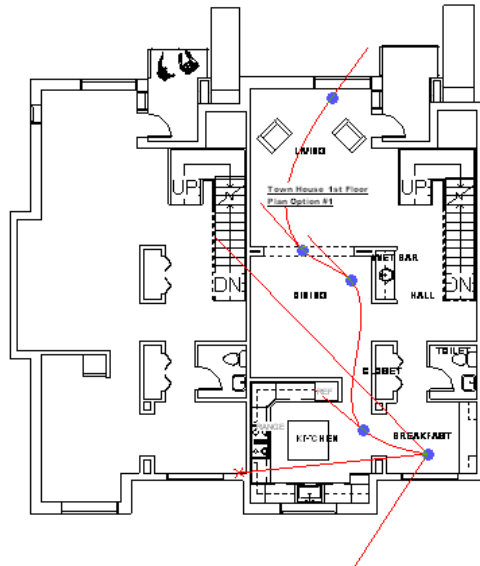 LIVING
UP
UP
Town House 1st Floor
Plan Option #1
WET BAR
DN
DINING
HALL
DN
TOILET
CLOSET
REF
RANGE
KITCHEN
BREAKFAST